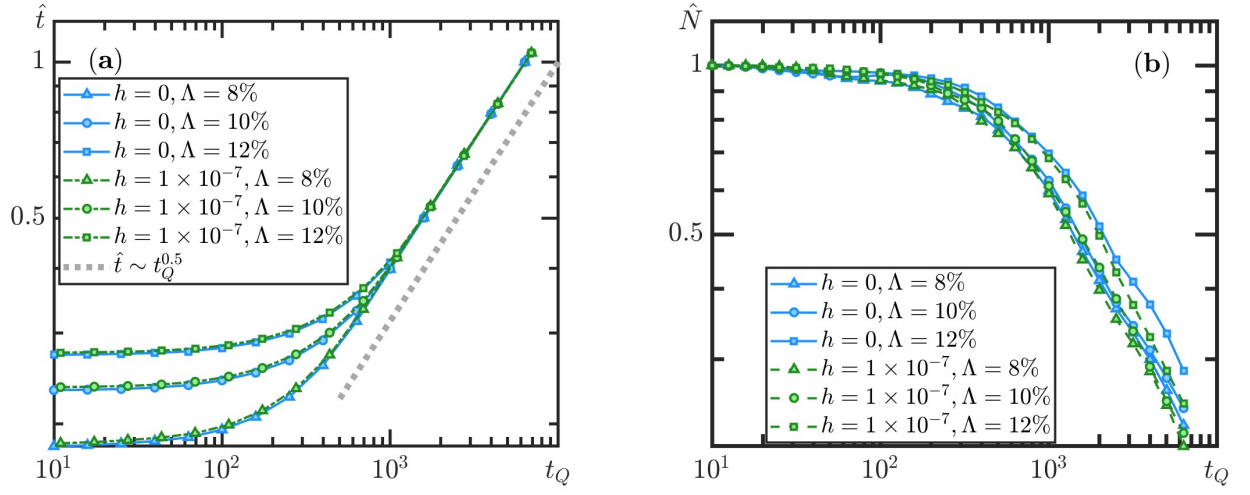 t̂
1
0.5
(a)
h = 0, Λ = 8%
h = 0, Λ = 10%
h = 0, Λ = 12%
h = 1 × 10⁻⁷, Λ = 8%
h = 1 × 10⁻⁷, Λ = 10%
h = 1 × 10⁻⁷, Λ = 12%
t̂ ∼ t_Q^0.5
10¹ 10² 10³ t_Q
N̂
1
0.5
(b)
h = 0, Λ = 8%
h = 0, Λ = 10%
h = 0, Λ = 12%
h = 1 × 10⁻⁷, Λ = 8%
h = 1 × 10⁻⁷, Λ = 10%
h = 1 × 10⁻⁷, Λ = 12%
10¹ 10² 10³ t_Q